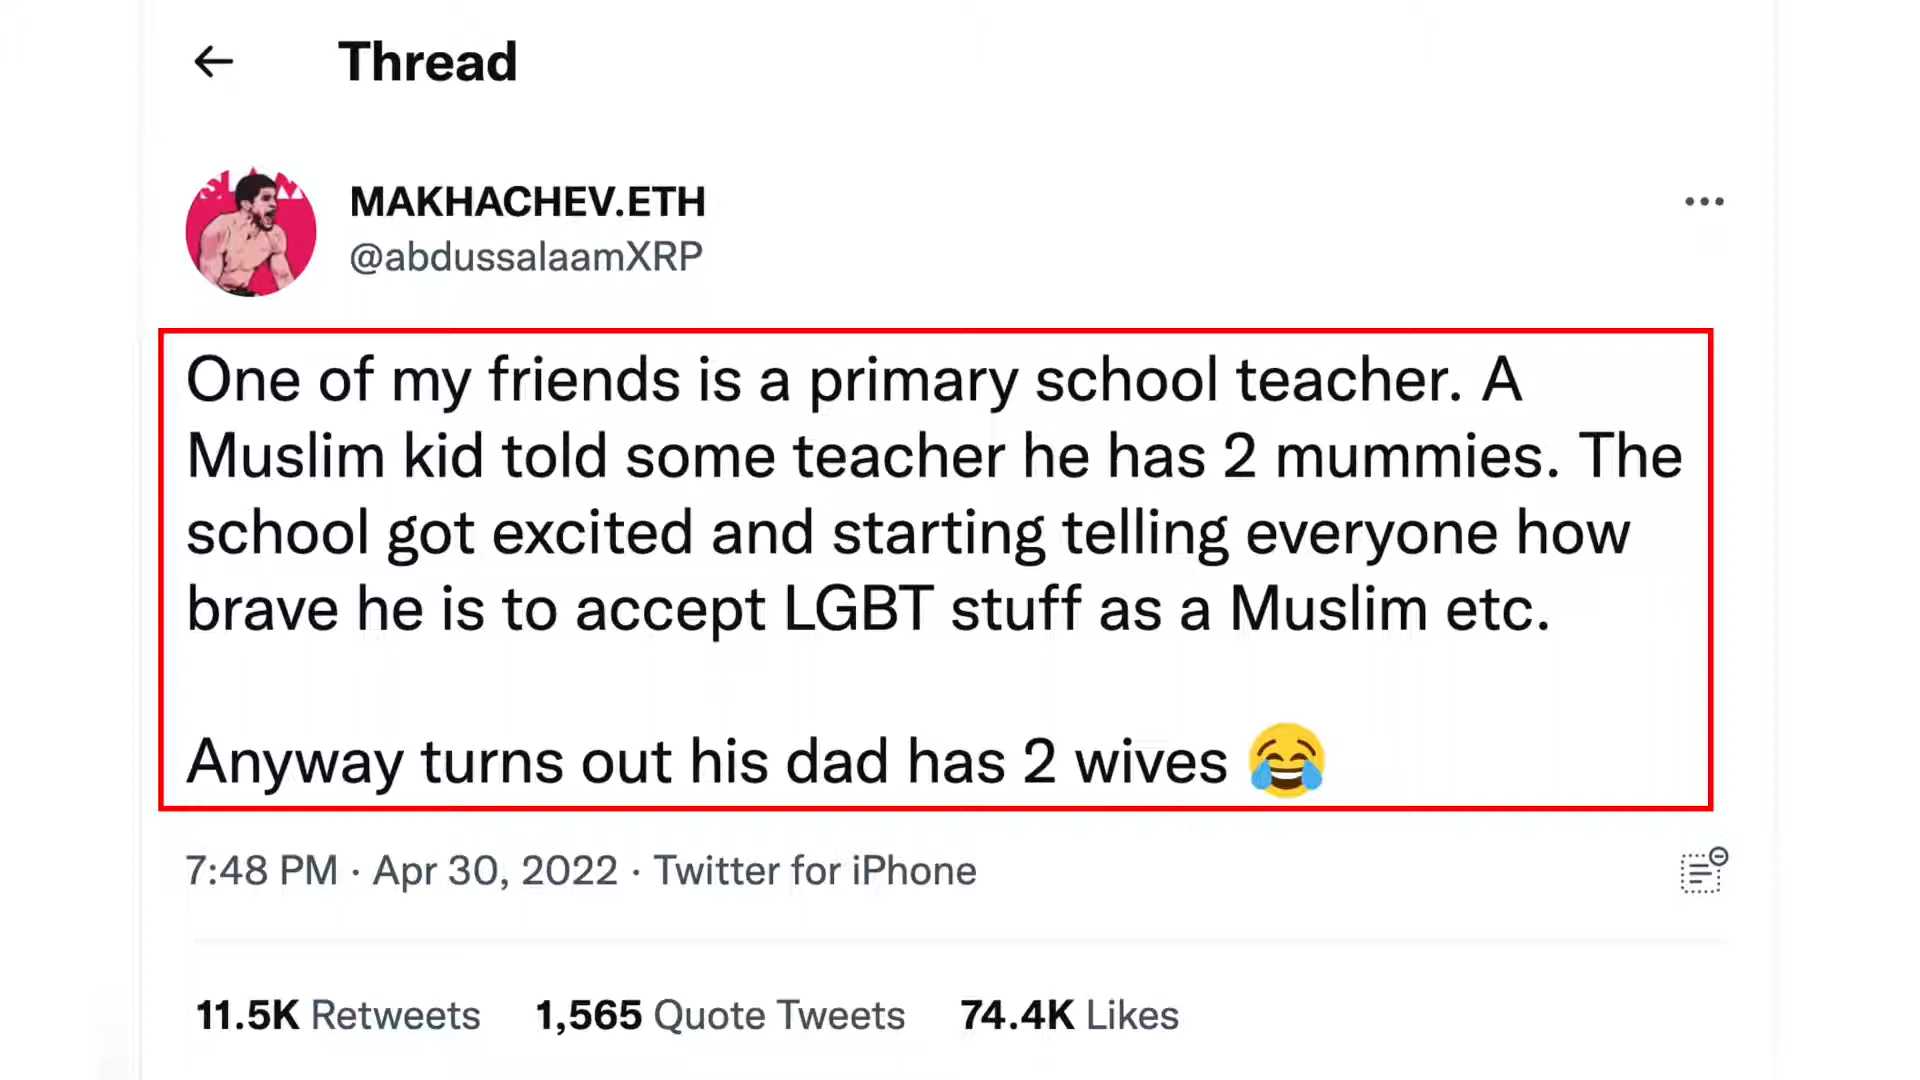 Thread
MAKHACHEV.ETH
@abdussalaamXRP
One of my friends is a primary school teacher. A
Muslim kid told some teacher he has 2 mummies. The
school got excited and starting telling everyone how
brave he is to accept LGBT stuff as a Muslim etc.
Anyway turns out his dad has 2 wives 😂
7:48 PM · Apr 30, 2022 · Twitter for iPhone
11.5K Retweets 1,565 Quote Tweets 74.4K Likes